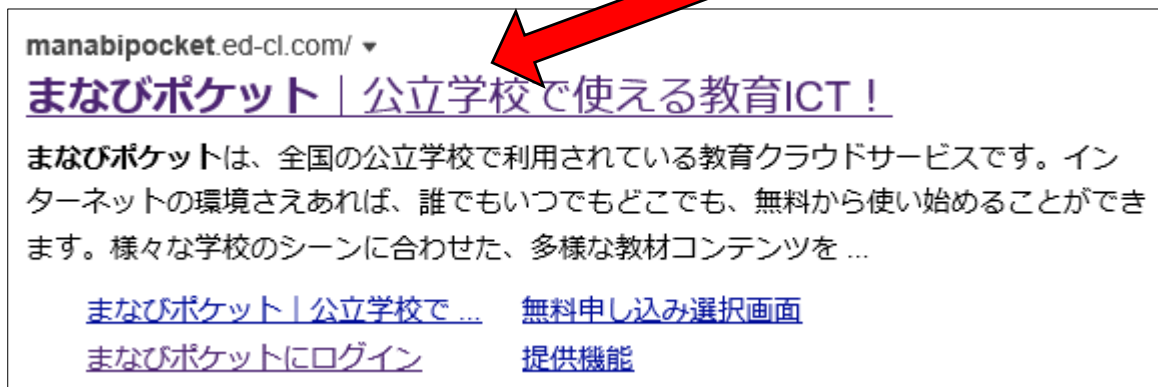 manabipocket.ed-cl.com/
まなびポケット｜公立学校で使える教育ICT！
まなびポケットは、全国の公立学校で利用されている教育クラウドサービスです。イン
ターネットの環境さえあれば、誰でもいつでもどこでも、無料から使い始めることができ
ます。様々な学校のシーンに合わせた、多様な教材コンテンツを ...
まなびポケット｜公立学校で ... 無料申し込み選択画面
まなびポケットにログイン 提供機能